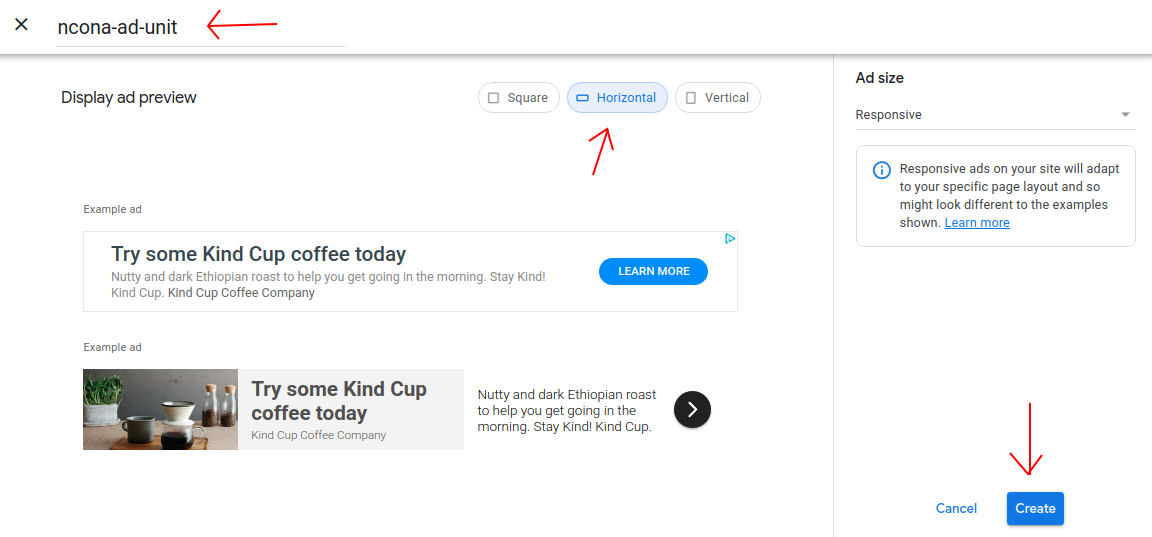 ncona-ad-unit
Display ad preview
Square
Horizontal
Vertical
Example ad
Try some Kind Cup coffee today
Nutty and dark Ethiopian roast to help you get going in the morning. Stay Kind!
Kind Cup. Kind Cup Coffee Company
LEARN MORE
Example ad
Try some Kind Cup
coffee today
Kind Cup Coffee Company
Nutty and dark Ethiopian roast
to help you get going in the
morning. Stay Kind! Kind Cup.
Ad size
Responsive
Responsive ads on your site will adapt
to your specific page layout and so
might look different to the examples
shown. Learn more
Cancel
Create